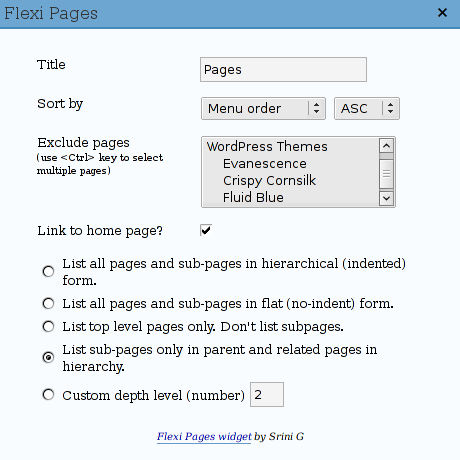 Flexi Pages
Title
Pages
Sort by
Menu order
ASC
Exclude pages
(use <Ctrl> key to select
multiple pages)
WordPress Themes
Evanescence
Crispy Cornsilk
Fluid Blue
Link to home page?
List all pages and sub-pages in hierarchical (indented)
form.
List all pages and sub-pages in flat (no-indent) form.
List top level pages only. Don't list subpages.
List sub-pages only in parent and related pages in
hierarchy.
Custom depth level (number) 2
Flexi Pages widget by Srini G